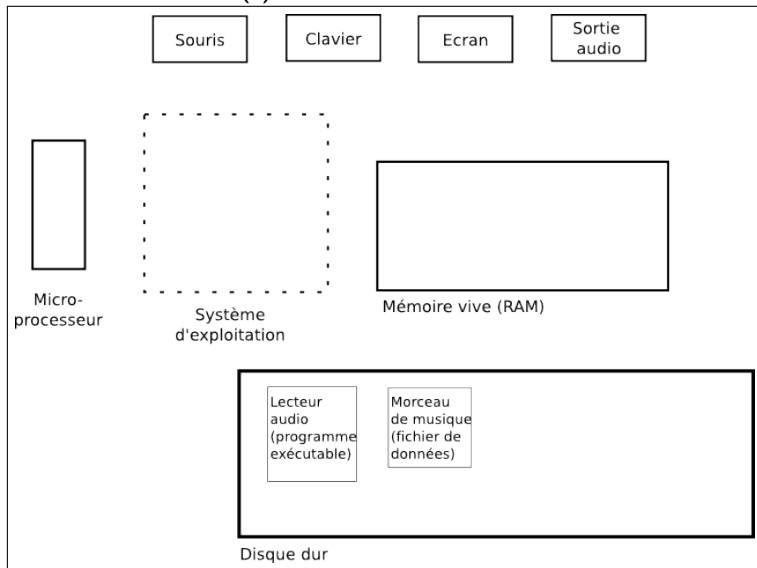 Souris
Clavier
Ecran
Sortie
audio
Micro-
processeur
Système
d'exploitation
Mémoire vive (RAM)
Lecteur
audio
(programme
exécutable)
Morceau
de musique
(fichier de
données)
Disque dur